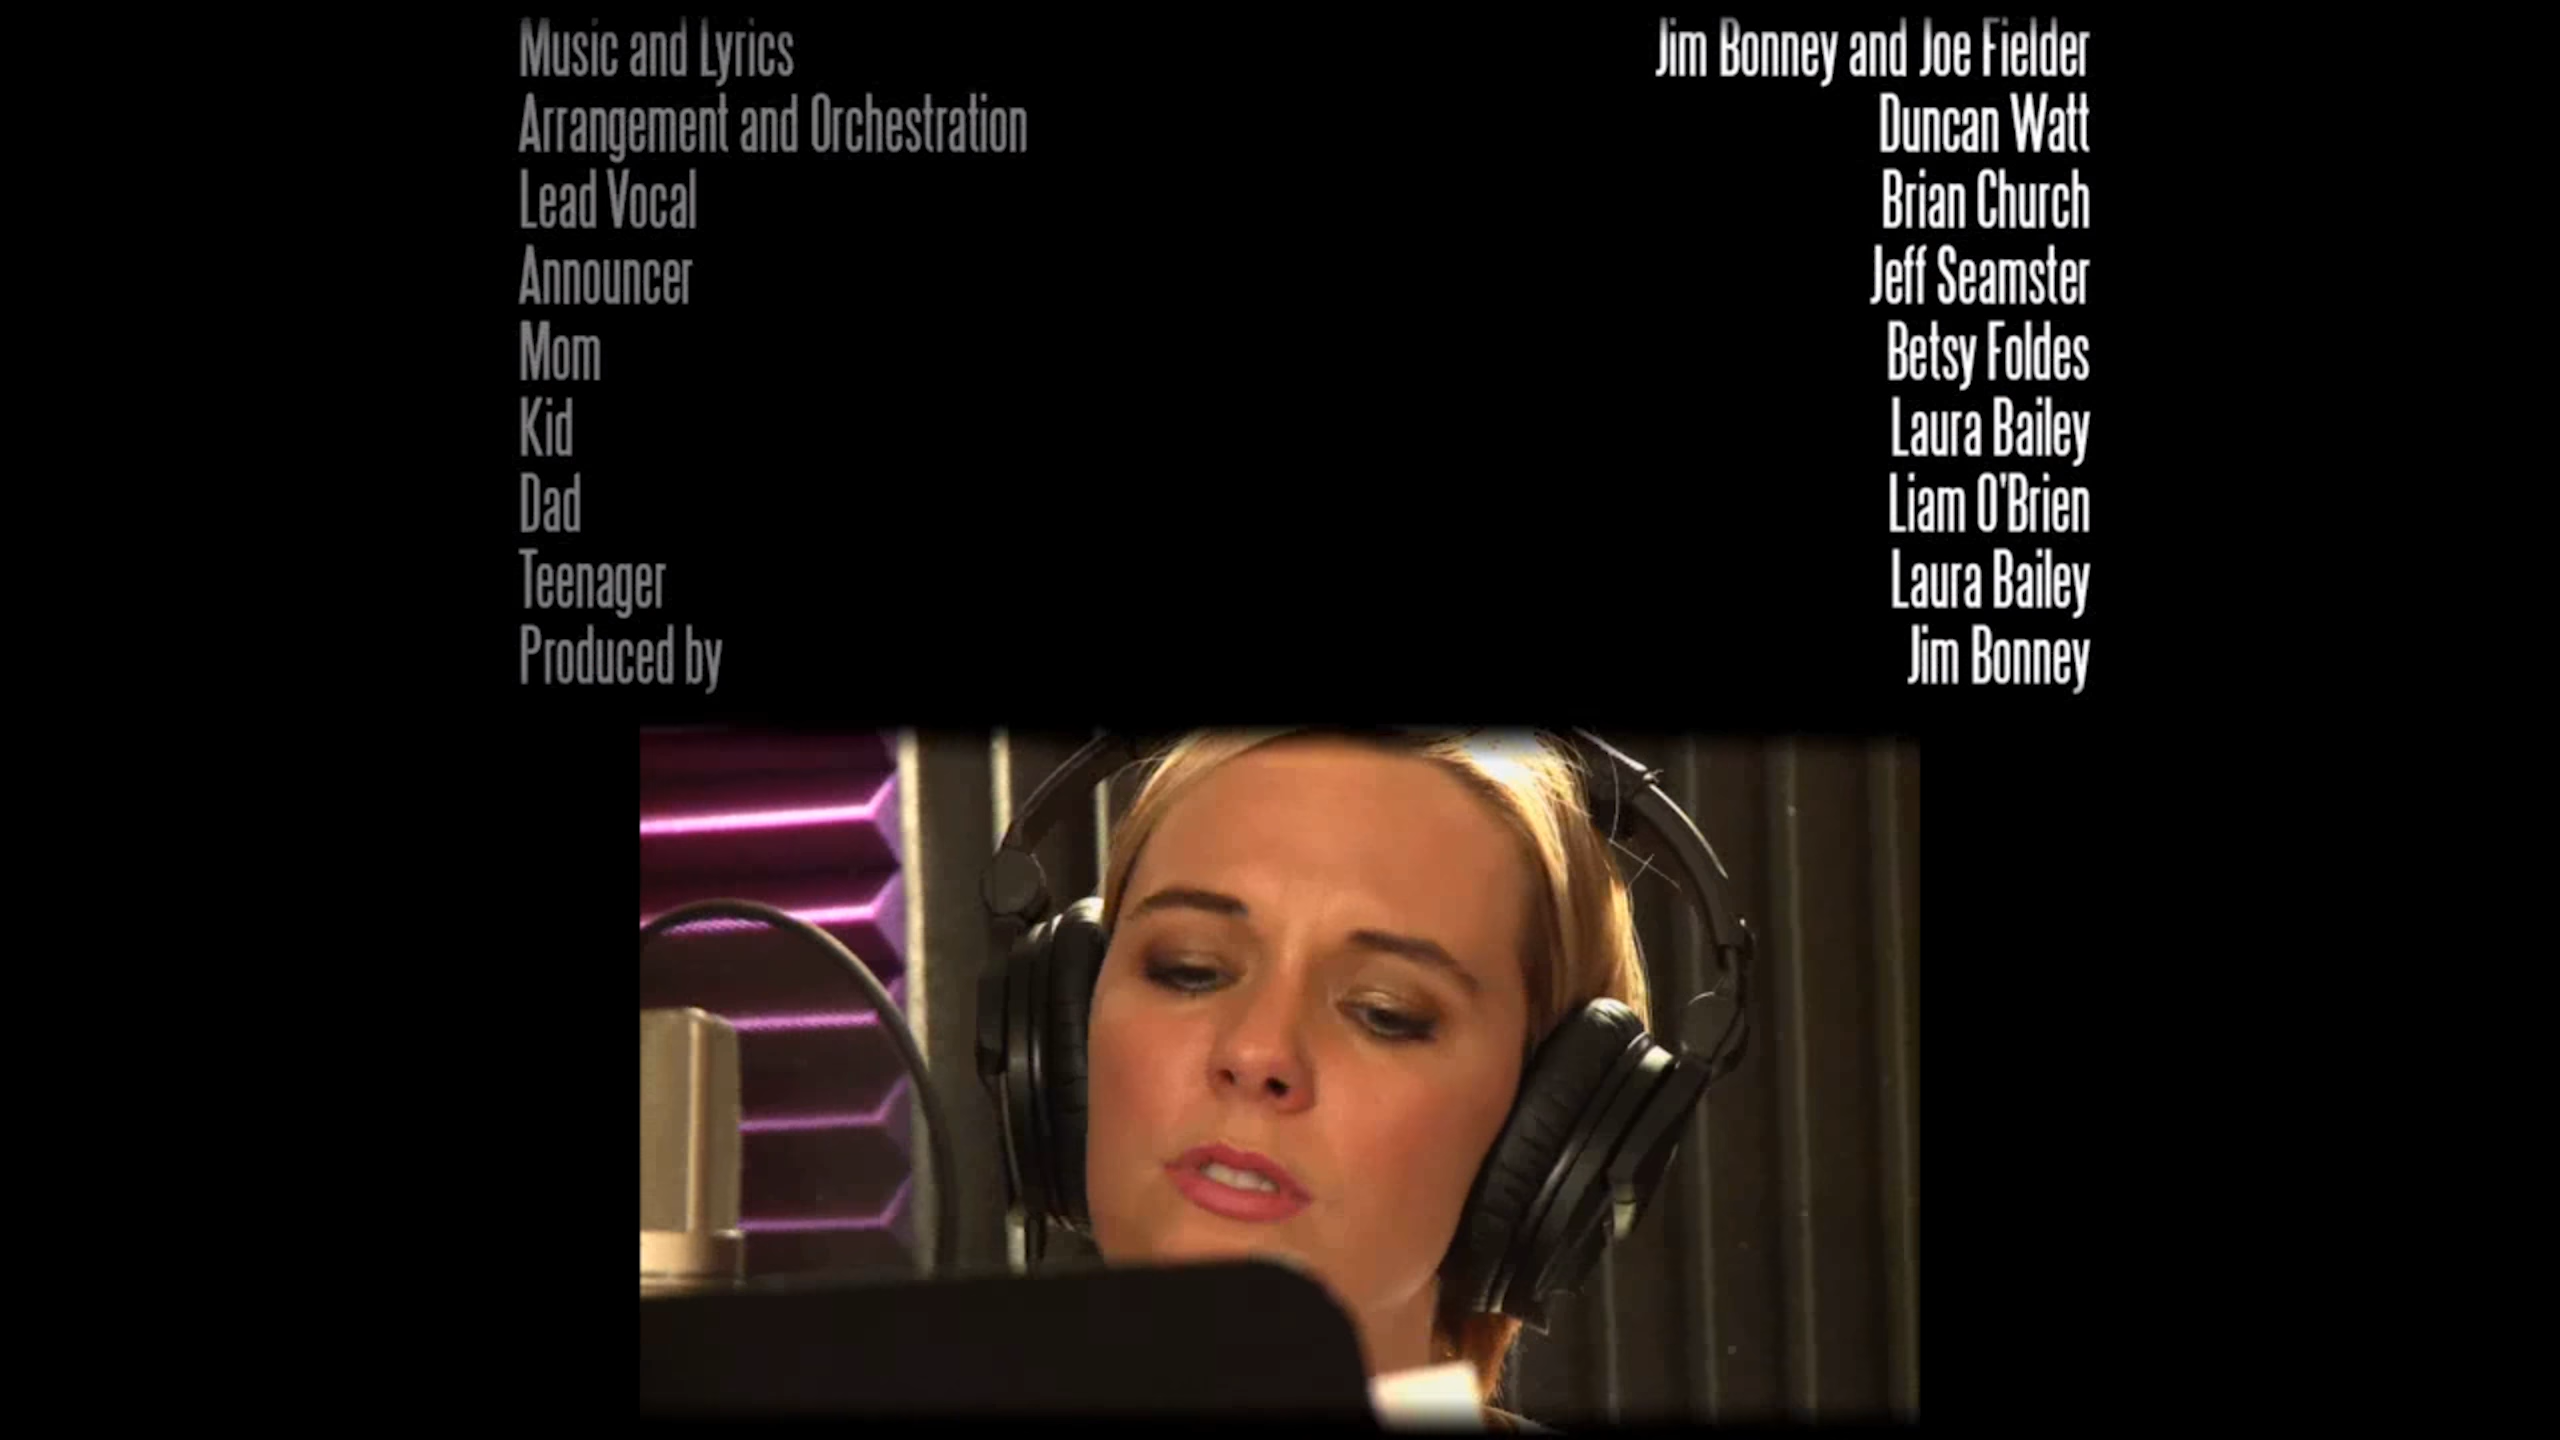 Music and Lyrics Jim Bonney and Joe Fielder
Arrangement and Orchestration Duncan Watt
Lead Vocal Brian Church
Announcer Jeff Seamster
Mom Betsy Foldes
Kid Laura Bailey
Dad Liam O'Brien
Teenager Laura Bailey
Produced by Jim Bonney